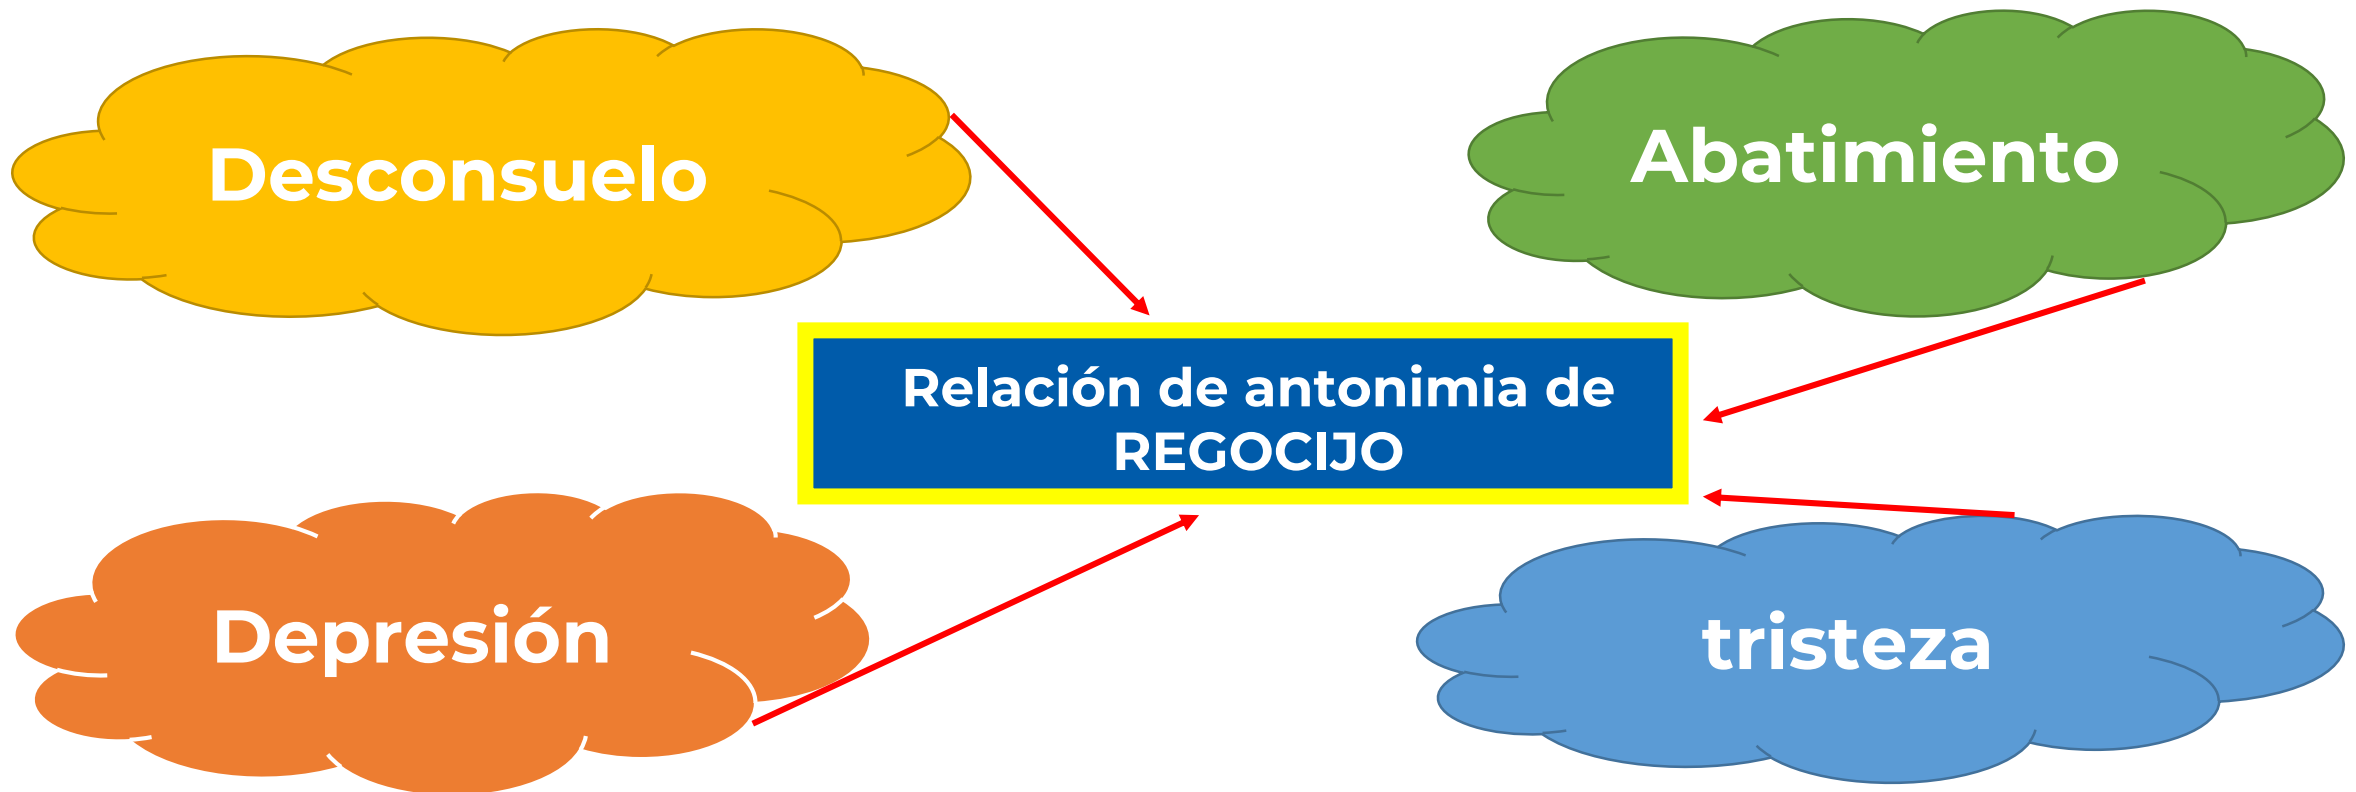 Desconsuelo
Abatimiento
Relación de antonimia de
REGOCIJO
Depresión
tristeza